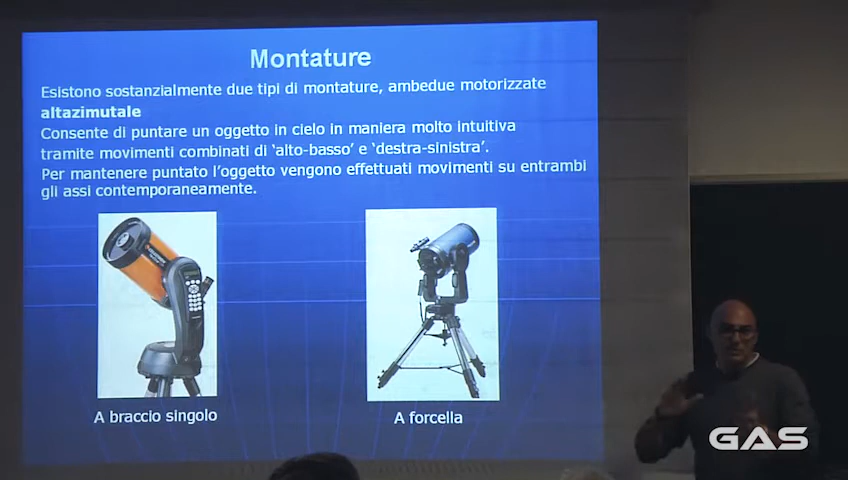 Montature
Esistono sostanzialmente due tipi di montature, ambedue motorizzate
altazimutale
Consente di puntare un oggetto in cielo in maniera molto intuitiva
tramite movimenti combinati di ‘alto-basso’ e ‘destra-sinistra’.
Per mantenere puntato l’oggetto vengono effettuati movimenti su entrambi
gli assi contemporaneamente.
A braccio singolo
A forcella
GAS